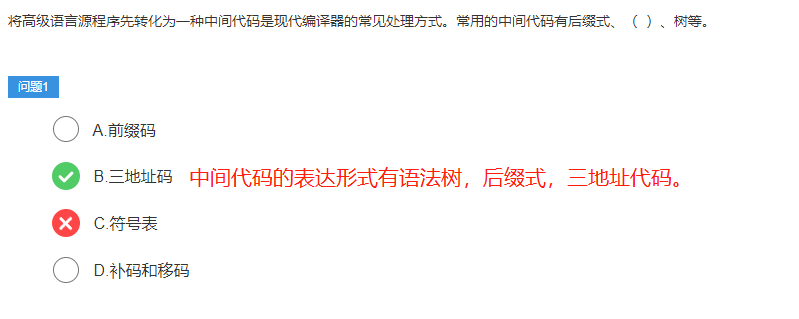 将高级语言源程序先转化为一种中间代码是现代编译器的常见处理方式。常用的中间代码有后缀式、（ ）、树等。
问题1
A.前缀码
B.三地址码 中间代码的表达形式有语法树，后缀式，三地址代码。
C.符号表
D.补码和移码